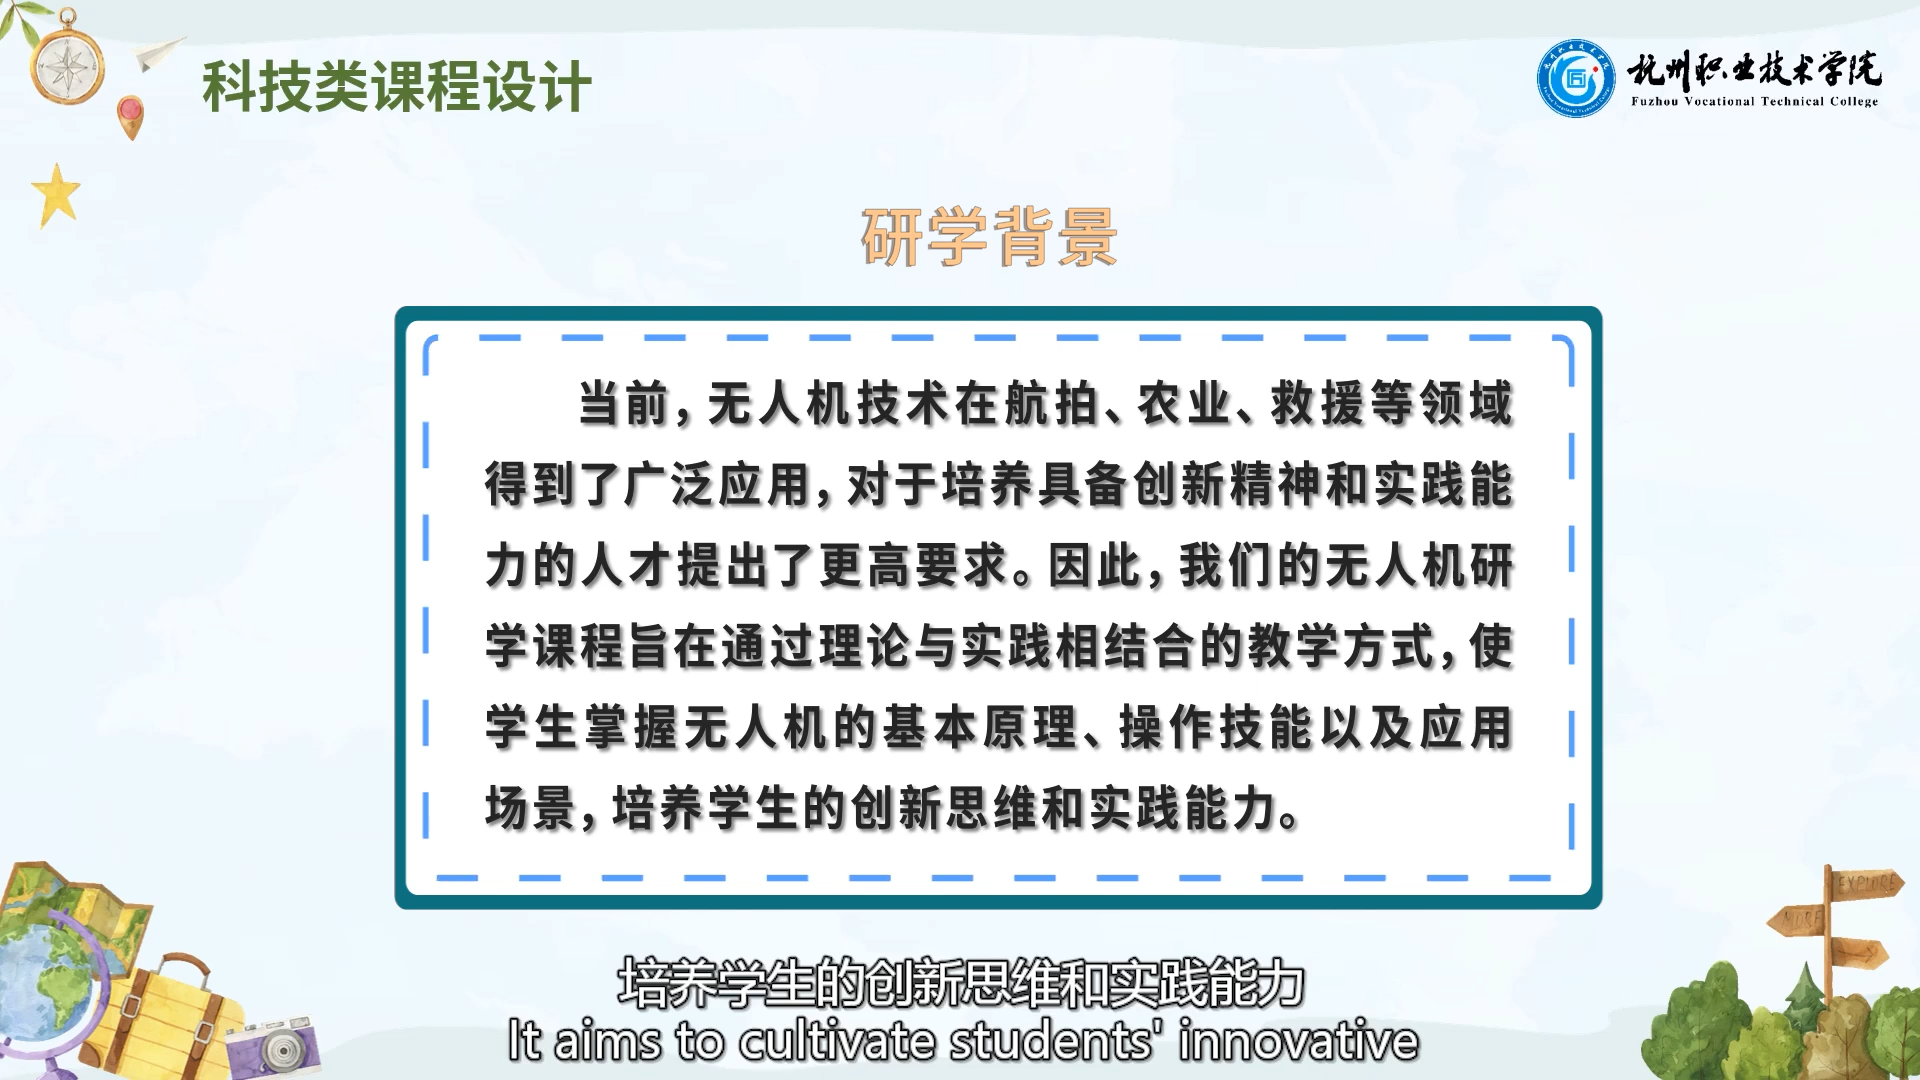 科技类课程设计
杭州职业技术学院
Fuzhou Vocational Technical College
研学背景
当前，无人机技术在航拍、农业、救援等领域
得到了广泛应用，对于培养具备创新精神和实践能
力的人才提出了更高要求。因此，我们的无人机研
学课程旨在通过理论与实践相结合的教学方式，使
学生掌握无人机的基本原理、操作技能以及应用
场景，培养学生的创新思维和实践能力。
EXPLORE
MORE
培养学生的创新思维和实践能力
It aims to cultivate students' innovative